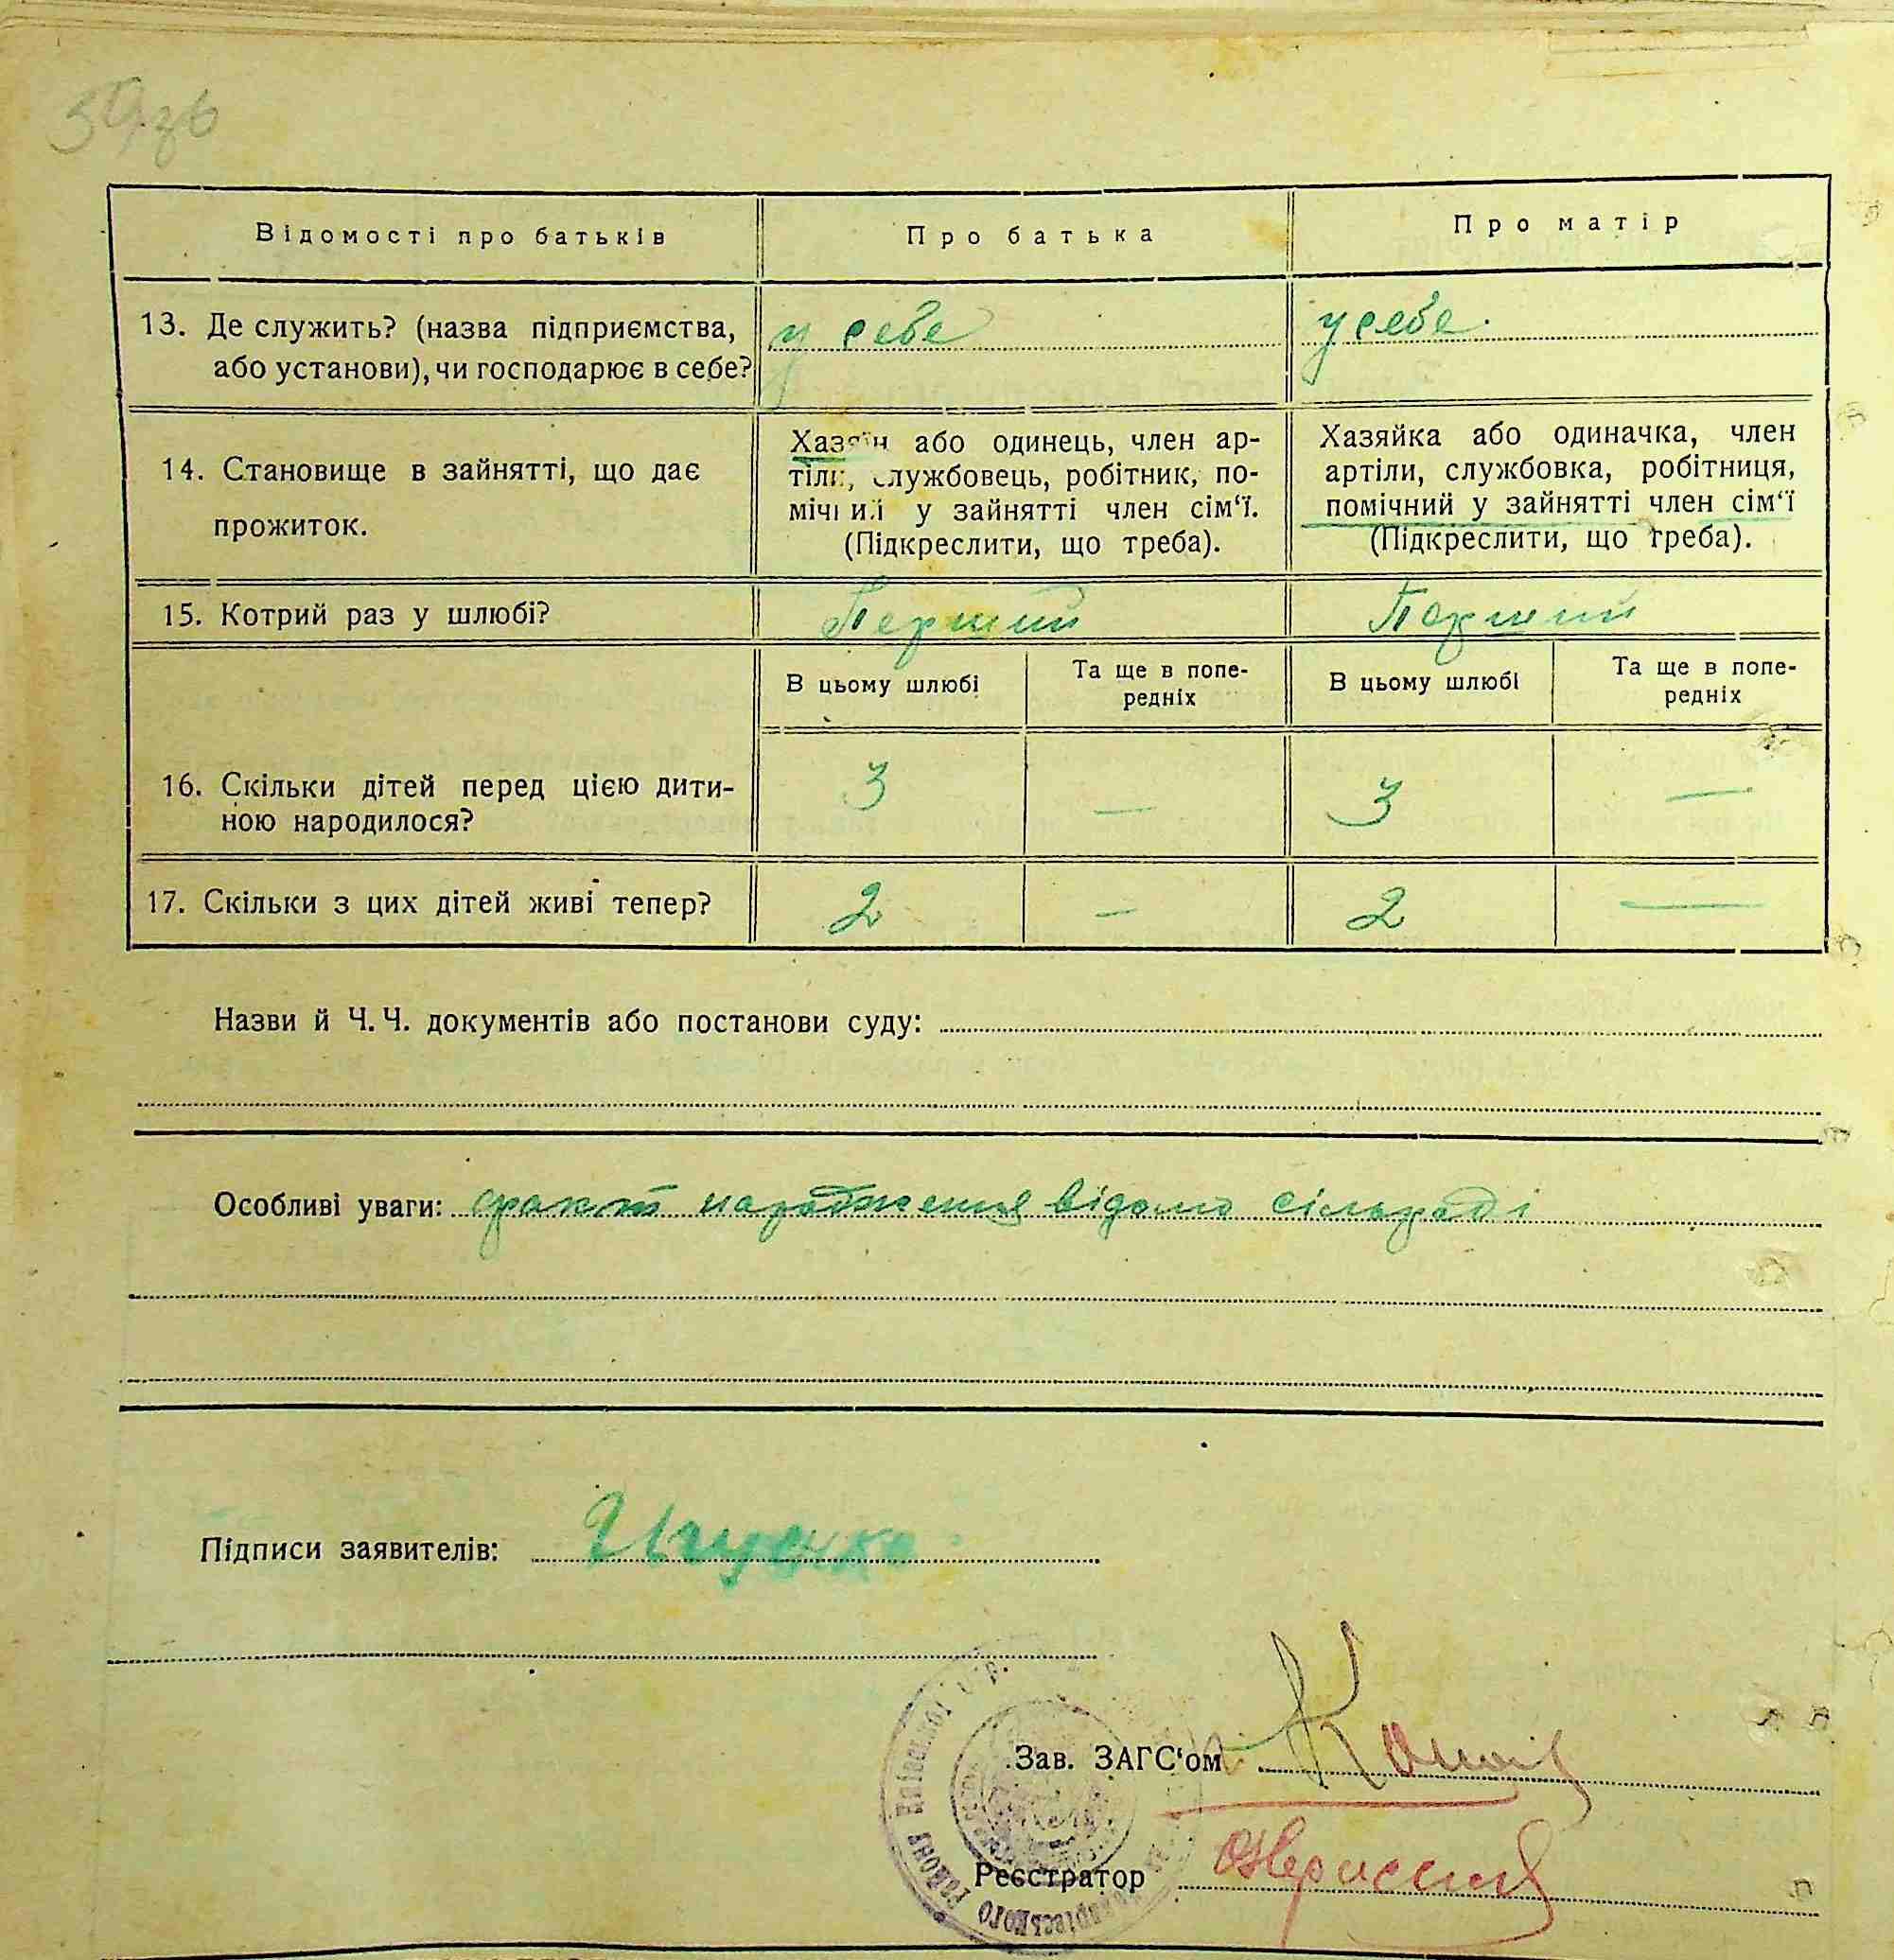 59зв
Відомості про батьків
Про батька
Про матір
13. Де служить? (назва підприємства,
або установи), чи господарює в себе?
у себе
у себе.
14. Становище в зайнятті, що дає
прожиток.
Хазяїн або одинець, член ар-
тілі, службовець, робітник, по-
мічний у зайнятті член сім‘ї.
(Підкреслити, що треба).
Хазяйка або одиначка, член
артіли, службовка, робітниця,
помічний у зайнятті член сім‘ї
(Підкреслити, що треба).
15. Котрий раз у шлюбі?
Перший
Перший
В цьому шлюбі
Та ще в попе-
редніх
В цьому шлюбі
Та ще в попе-
редніх
16. Скільки дітей перед цією дити-
ною народилося?
3
—
3
—
17. Скільки з цих дітей живі тепер?
2
—
2
—
Назви й Ч. Ч. документів або постанови суду:
Особливі уваги: факт народження відомо сільраді
Підписи заявителів:
Зав. ЗАГС‘ом
Реєстратор
району Київської